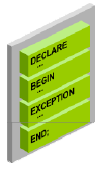 DECLARE
...
BEGIN
...
EXCEPTION
...
END;